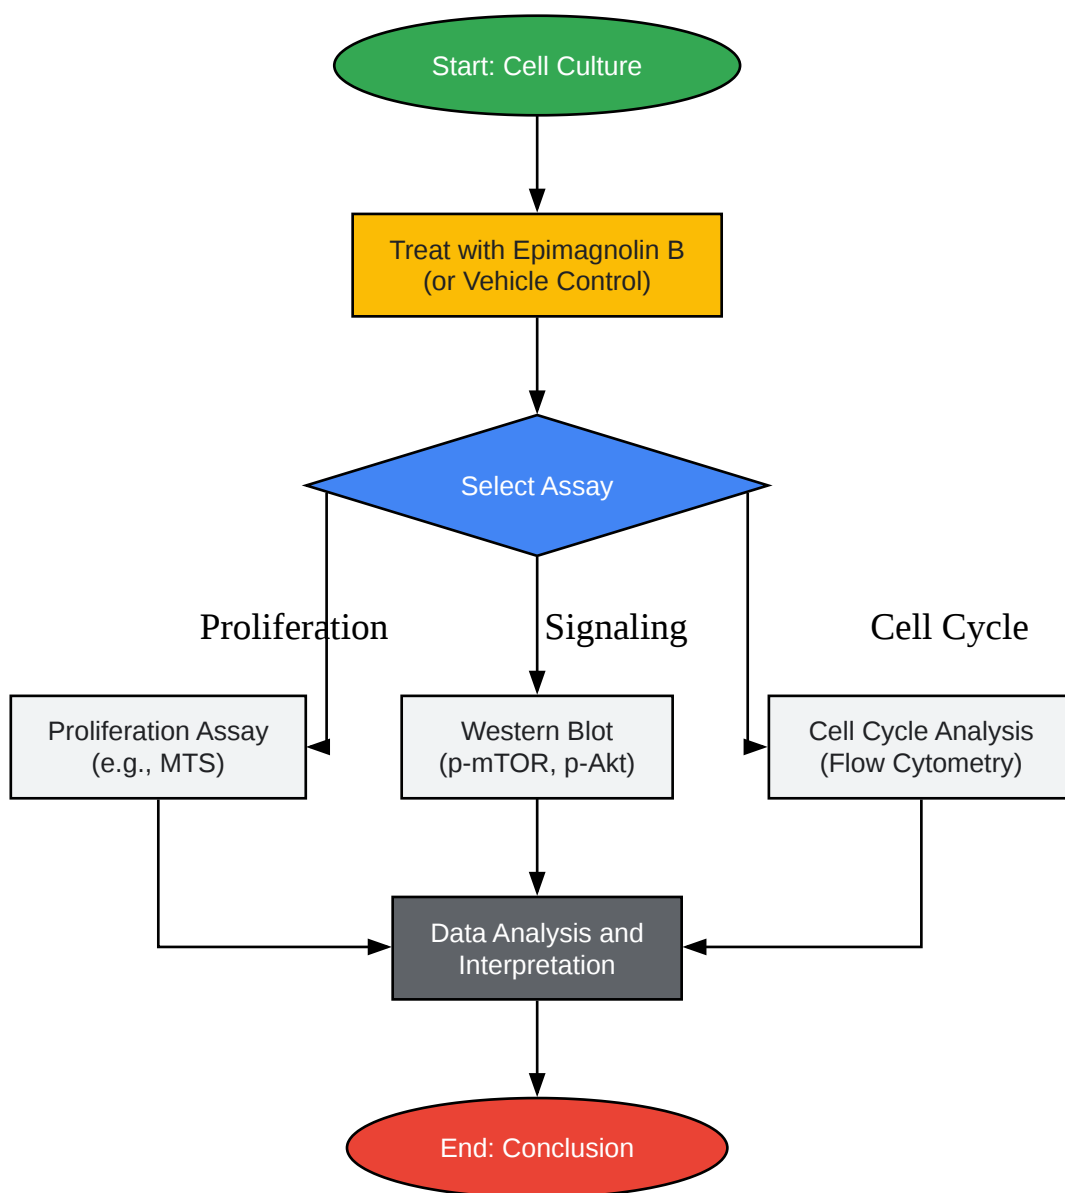 Start: Cell Culture
Treat with Epimagnolin B
(or Vehicle Control)
Select Assay
Proliferation
Signaling
Cell Cycle
Proliferation Assay
(e.g., MTS)
Western Blot
(p-mTOR, p-Akt)
Cell Cycle Analysis
(Flow Cytometry)
Data Analysis and
Interpretation
End: Conclusion